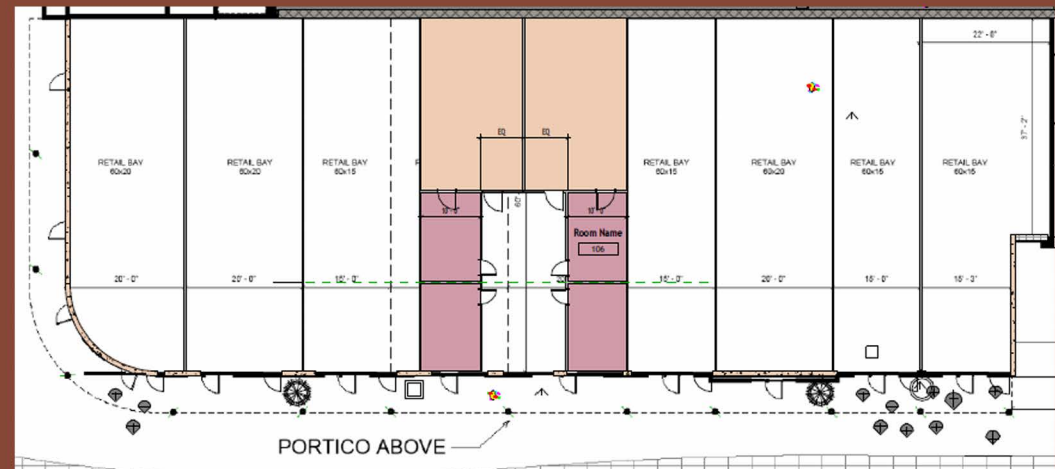 22' - 0"
EQ EQ
37' - 2"
RETAIL BAY
60x20
RETAIL BAY
60x20
RETAIL BAY
60x15
RETAIL BAY
60x15
RETAIL BAY
60x20
RETAIL BAY
60x15
RETAIL BAY
60x15
60'
10'-0"
10'-0"
Room Name
106
20' - 0"
20' - 0"
15' - 0"
15' - 0"
20' - 0"
15' - 0"
15' - 3"
PORTICO ABOVE